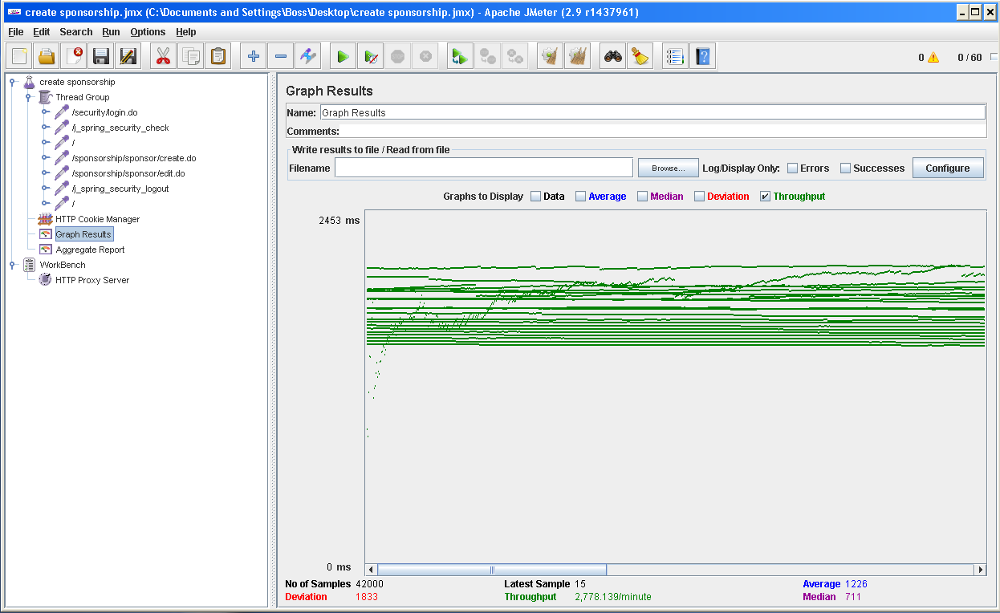 create sponsorship.jmx (C:\Documents and Settings\Boss\Desktop\create sponsorship.jmx) - Apache JMeter (2.9 r1437961)
File Edit Search Run Options Help
0 0 / 60
create sponsorship
Thread Group
/security/login.do
/j_spring_security_check
/
/sponsorship/sponsor/create.do
/sponsorship/sponsor/edit.do
/j_spring_security_logout
/
HTTP Cookie Manager
Graph Results
Aggregate Report
WorkBench
HTTP Proxy Server
Graph Results
Name: Graph Results
Comments:
Write results to file / Read from file
Filename Browse... Log/Display Only: Errors Successes Configure
Graphs to Display Data Average Median Deviation Throughput
2453 ms
0 ms
No of Samples 42000 Latest Sample 15 Average 1226
Deviation 1833 Throughput 2,778.139/minute Median 711